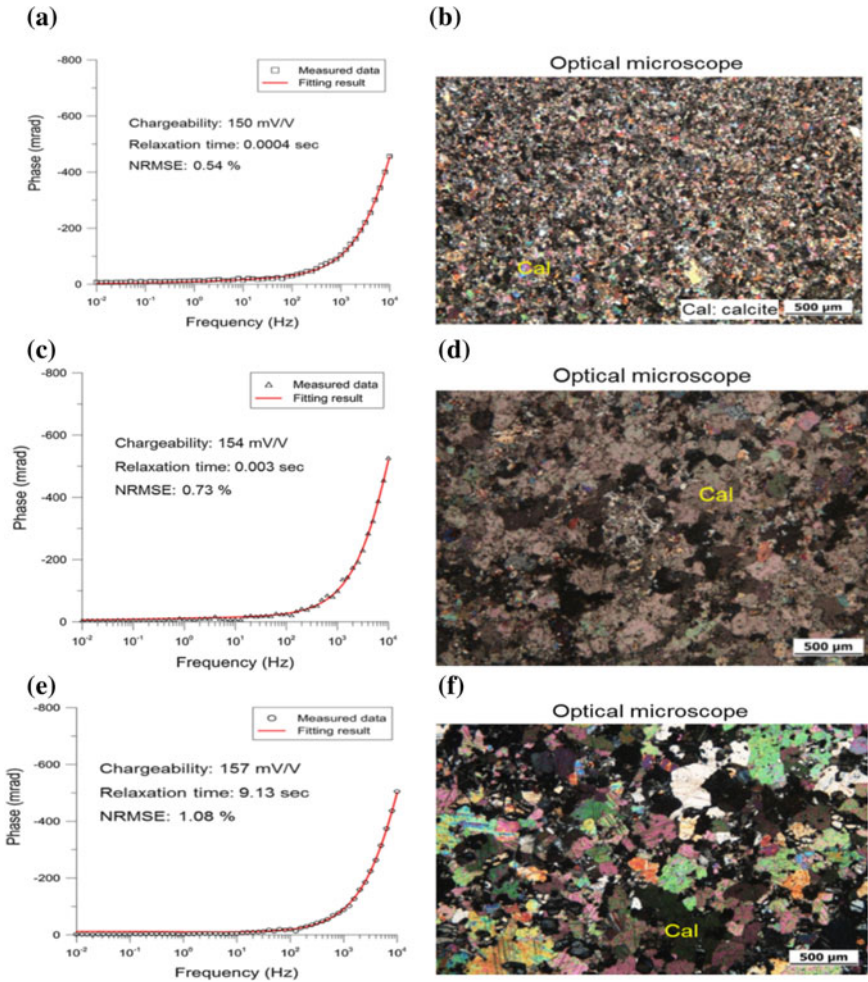 (a)
-800
-600
-400
-200
0
Phase (mrad)
Measured data
Fitting result
Chargeability: 150 mV/V
Relaxation time: 0.0004 sec
NRMSE: 0.54 %
10⁻² 10⁻¹ 10⁰ 10¹ 10² 10³ 10⁴
Frequency (Hz)
(b)
Optical microscope
Cal
Cal: calcite
500 µm
(c)
-800
-600
-400
-200
0
Phase (mrad)
Measured data
Fitting result
Chargeability: 154 mV/V
Relaxation time: 0.003 sec
NRMSE: 0.73 %
10⁻² 10⁻¹ 10⁰ 10¹ 10² 10³ 10⁴
Frequency (Hz)
(d)
Optical microscope
Cal
500 µm
(e)
-800
-600
-400
-200
0
Phase (mrad)
Measured data
Fitting result
Chargeability: 157 mV/V
Relaxation time: 9.13 sec
NRMSE: 1.08 %
10⁻² 10⁻¹ 10⁰ 10¹ 10² 10³ 10⁴
Frequency (Hz)
(f)
Optical microscope
Cal
500 µm